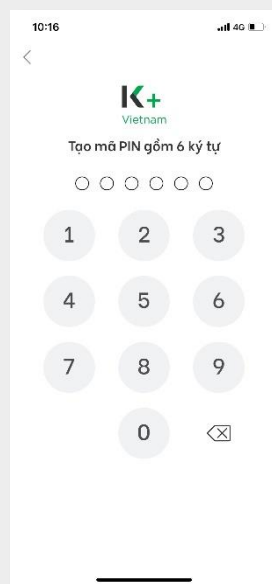 10:16 4G
K+
Vietnam
Tạo mã PIN gồm 6 ký tự
1 2 3
4 5 6
7 8 9
0